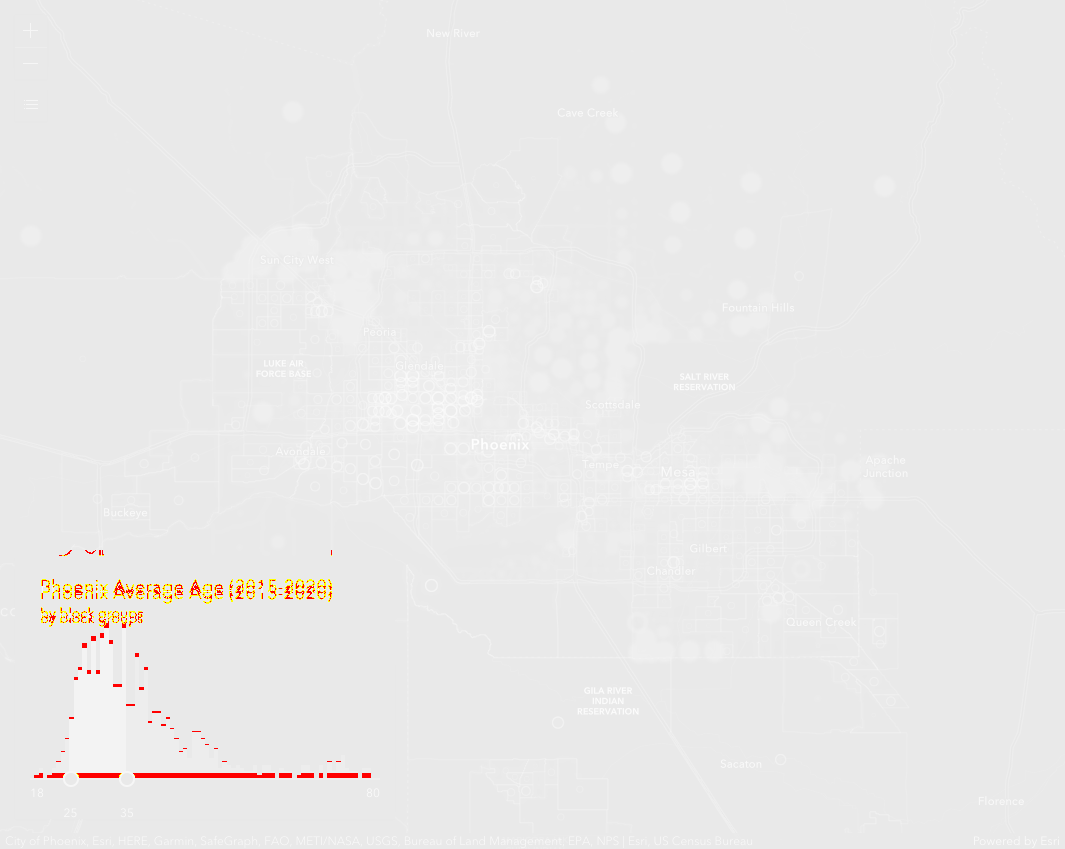 New River
Cave Creek
Sun City West
Fountain Hills
Peoria
Glendale
LUKE AIR
FORCE BASE
SALT RIVER
RESERVATION
Scottsdale
Phoenix
Avondale
Tempe
Mesa
Apache
Junction
Buckeye
Gilbert
Chandler
Phoenix Average Age (2015-2020)
by block groups
Queen Creek
GILA RIVER
INDIAN
RESERVATION
Sacaton
18
80
25
35
Florence
City of Phoenix, Esri, HERE, Garmin, SafeGraph, FAO, METI/NASA, USGS, Bureau of Land Management, EPA, NPS | Esri, US Census Bureau
Powered by Esri